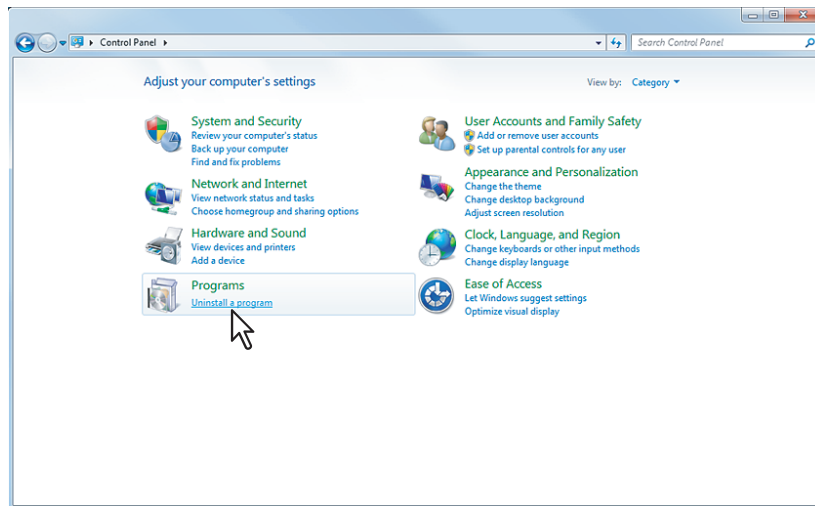 Control Panel
Search Control Panel
Adjust your computer's settings
View by: Category
System and Security
Review your computer's status
Back up your computer
Find and fix problems
Network and Internet
View network status and tasks
Choose homegroup and sharing options
Hardware and Sound
View devices and printers
Add a device
Programs
Uninstall a program
User Accounts and Family Safety
Add or remove user accounts
Set up parental controls for any user
Appearance and Personalization
Change the theme
Change desktop background
Adjust screen resolution
Clock, Language, and Region
Change keyboards or other input methods
Change display language
Ease of Access
Let Windows suggest settings
Optimize visual display